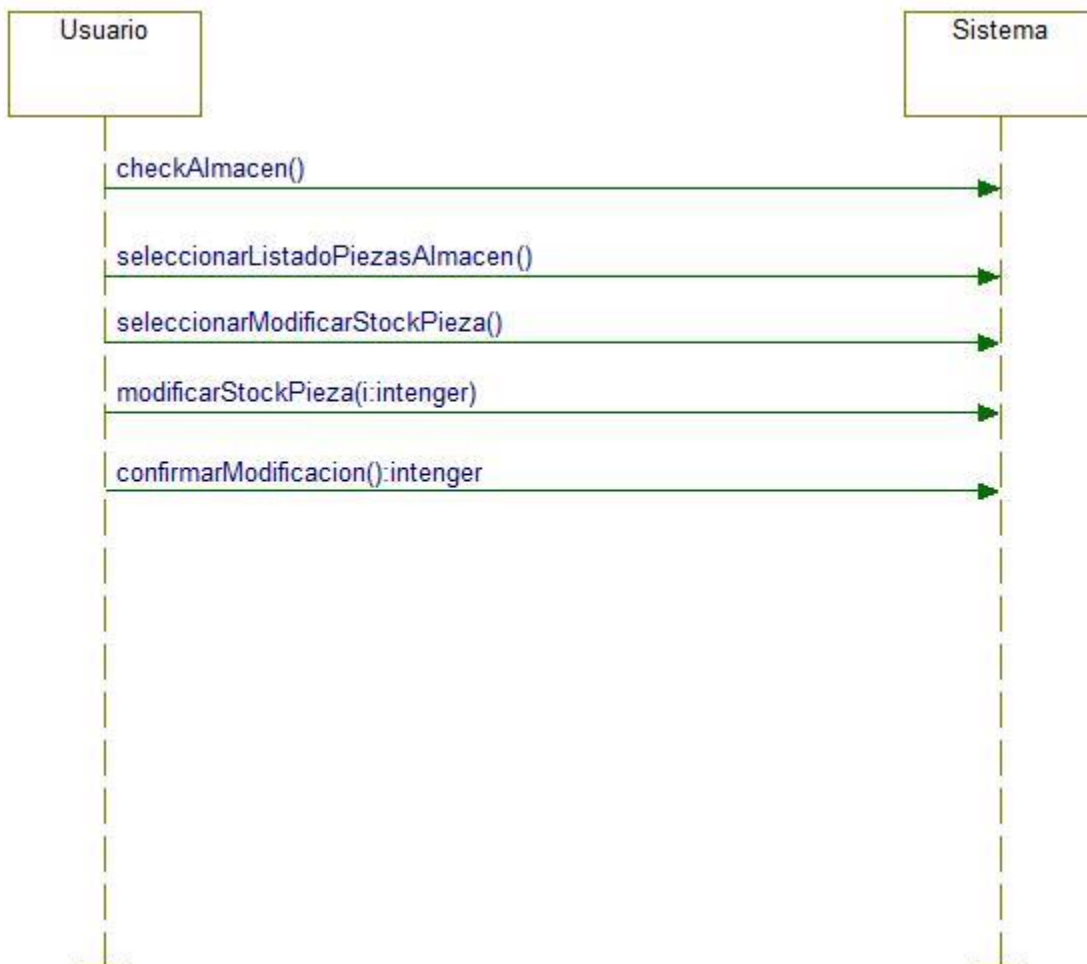 Usuario
Sistema
checkAlmacen()
seleccionarListadoPiezasAlmacen()
seleccionarModificarStockPieza()
modificarStockPieza(i:intenger)
confirmarModificacion():intenger